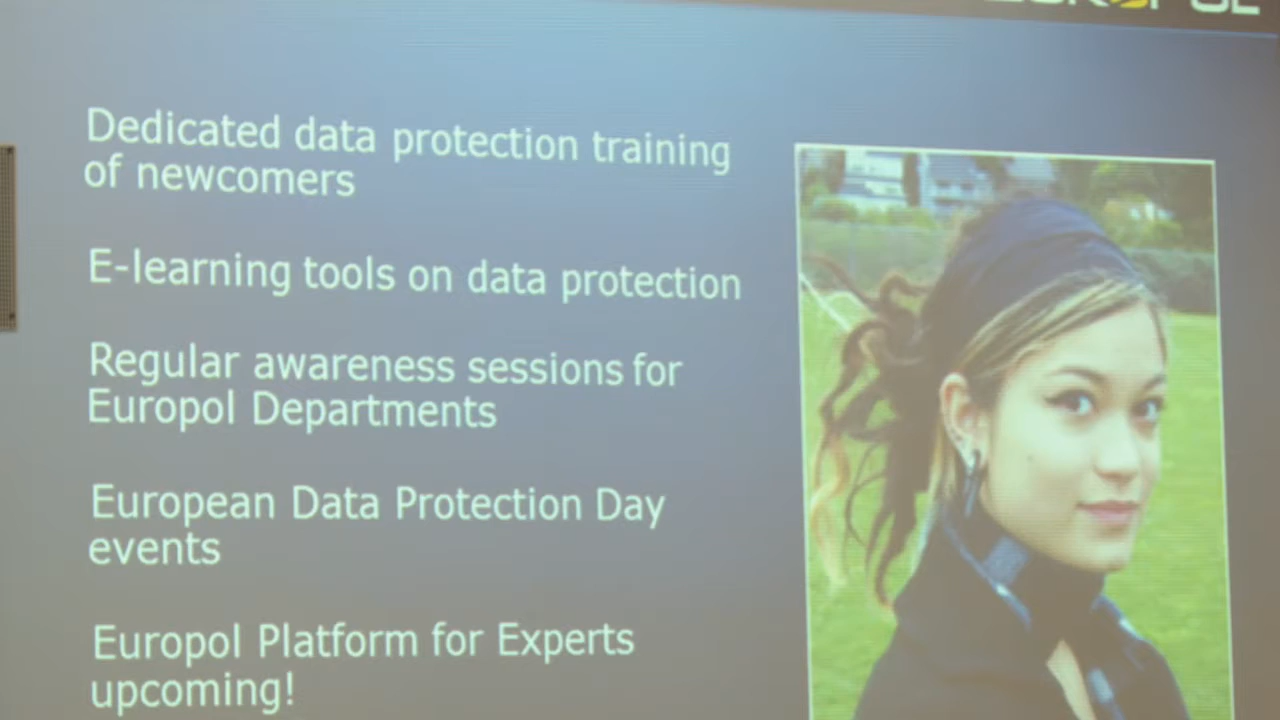 EUROPOL
Dedicated data protection training
of newcomers
E-learning tools on data protection
Regular awareness sessions for
Europol Departments
European Data Protection Day
events
Europol Platform for Experts
upcoming!